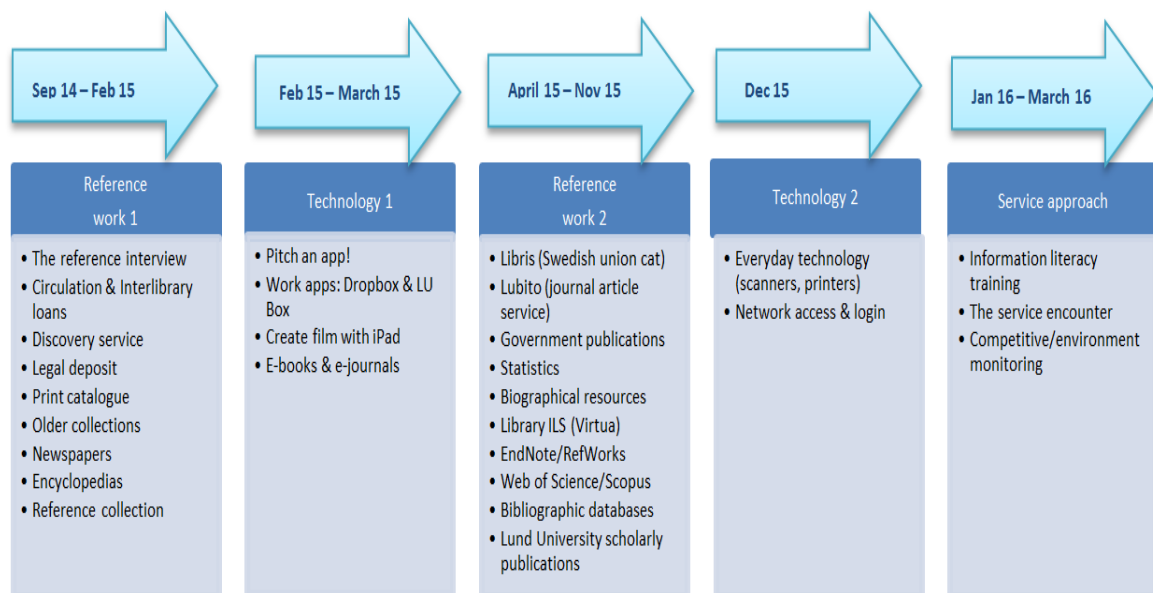 Sep 14 – Feb 15
Feb 15 – March 15
April 15 – Nov 15
Dec 15
Jan 16 – March 16
Reference
work 1
• The reference interview
• Circulation & Interlibrary
loans
• Discovery service
• Legal deposit
• Print catalogue
• Older collections
• Newspapers
• Encyclopedias
• Reference collection
Technology 1
• Pitch an app!
• Work apps: Dropbox & LU
Box
• Create film with iPad
• E-books & e-journals
Reference
work 2
• Libris (Swedish union cat)
• Lubito (journal article
service)
• Government publications
• Statistics
• Biographical resources
• Library ILS (Virtua)
• EndNote/RefWorks
• Web of Science/Scopus
• Bibliographic databases
• Lund University scholarly
publications
Technology 2
• Everyday technology
(scanners, printers)
• Network access & login
Service approach
• Information literacy
training
• The service encounter
• Competitive/environment
monitoring